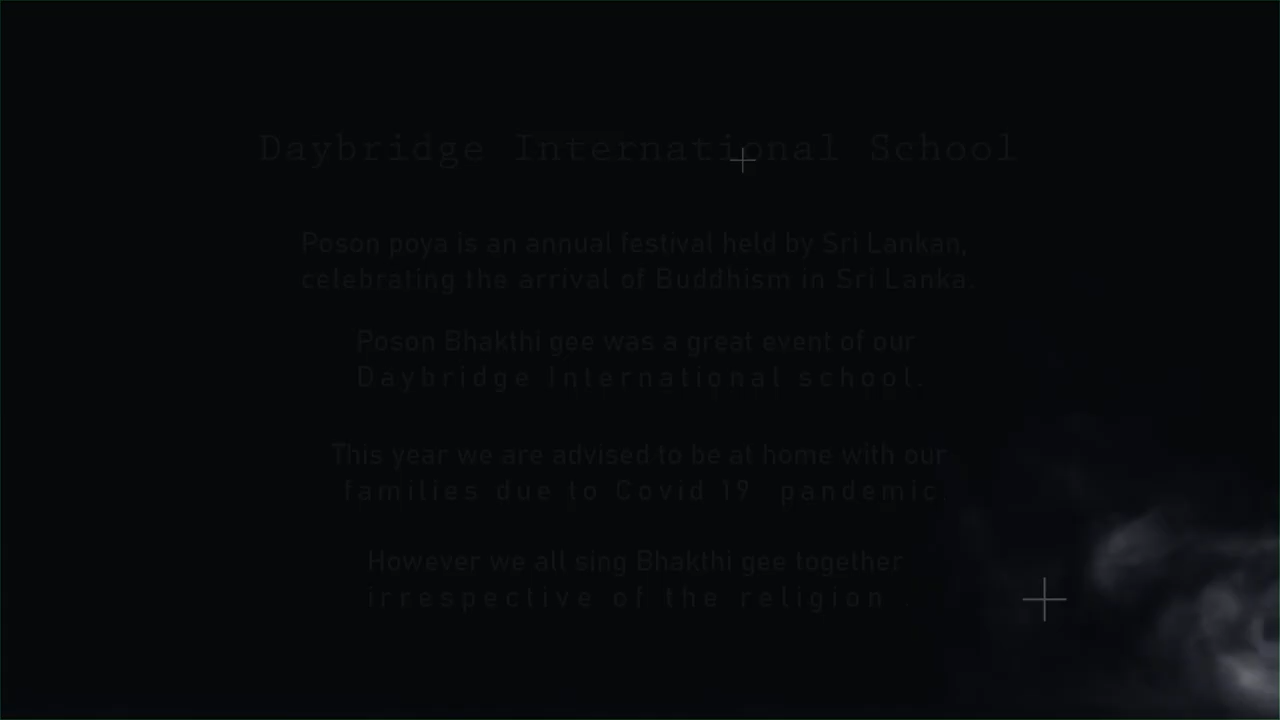 Daybridge International School
Poson poya is an annual festival held by Sri Lankan,
celebrating the arrival of Buddhism in Sri Lanka.
Poson Bhakthi gee was a great event of our
Daybridge International school.
This year we are advised to be at home with our
families due to Covid 19 pandemic.
However we all sing Bhakthi gee together
irrespective of the religion .